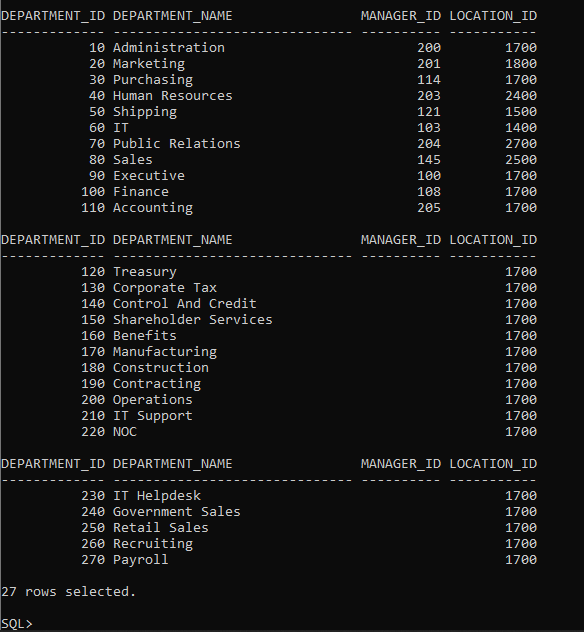 DEPARTMENT_ID DEPARTMENT_NAME                MANAGER_ID LOCATION_ID
------------- ------------------------------ ---------- -----------
           10 Administration                        200        1700
           20 Marketing                             201        1800
           30 Purchasing                            114        1700
           40 Human Resources                       203        2400
           50 Shipping                              121        1500
           60 IT                                    103        1400
           70 Public Relations                      204        2700
           80 Sales                                 145        2500
           90 Executive                             100        1700
          100 Finance                               108        1700
          110 Accounting                            205        1700

DEPARTMENT_ID DEPARTMENT_NAME                MANAGER_ID LOCATION_ID
------------- ------------------------------ ---------- -----------
          120 Treasury                                         1700
          130 Corporate Tax                                    1700
          140 Control And Credit                               1700
          150 Shareholder Services                             1700
          160 Benefits                                         1700
          170 Manufacturing                                    1700
          180 Construction                                     1700
          190 Contracting                                      1700
          200 Operations                                       1700
          210 IT Support                                       1700
          220 NOC                                              1700

DEPARTMENT_ID DEPARTMENT_NAME                MANAGER_ID LOCATION_ID
------------- ------------------------------ ---------- -----------
          230 IT Helpdesk                                      1700
          240 Government Sales                                 1700
          250 Retail Sales                                     1700
          260 Recruiting                                       1700
          270 Payroll                                          1700

27 rows selected.

SQL>